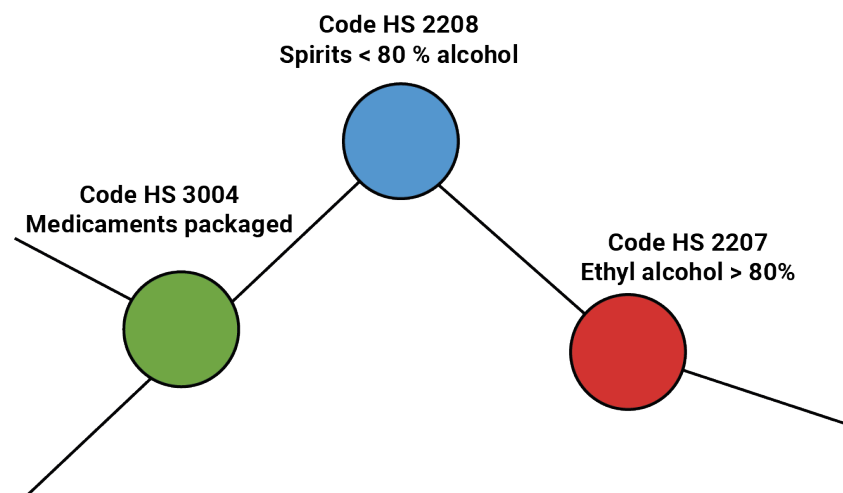 Code HS 2208
Spirits < 80 % alcohol
Code HS 3004
Medicaments packaged
Code HS 2207
Ethyl alcohol > 80%